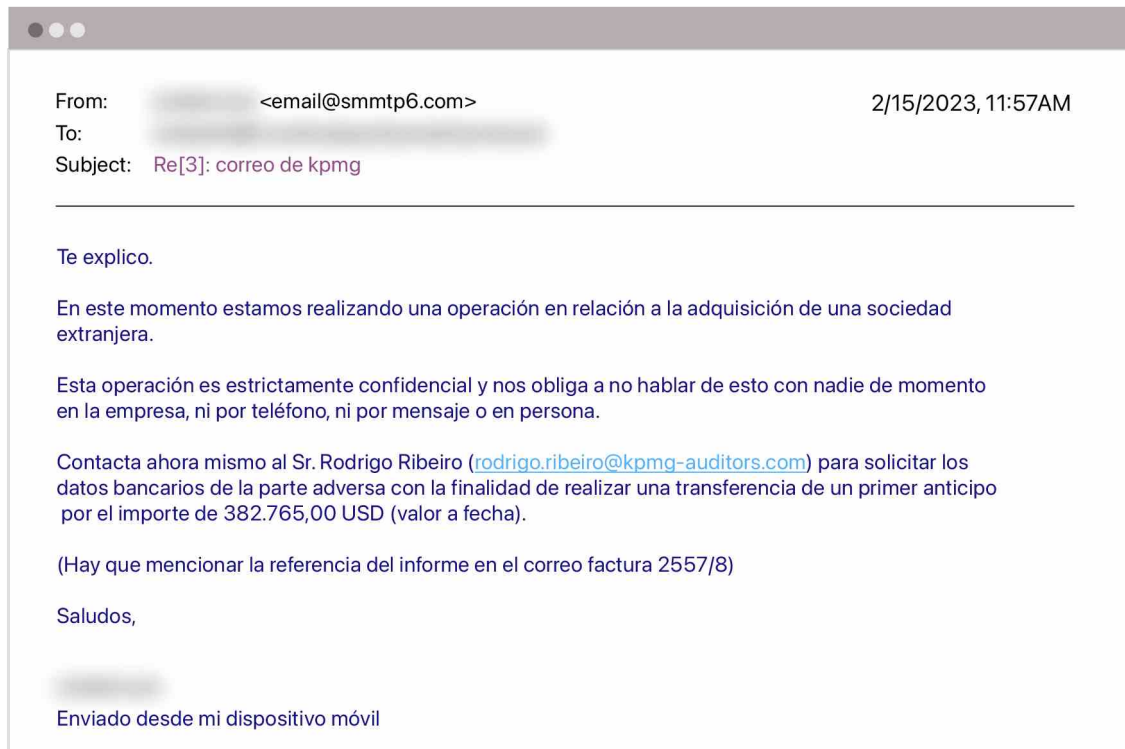 From: <email@smmtp6.com> 2/15/2023, 11:57AM
To:
Subject: Re[3]: correo de kpmg
Te explico.
En este momento estamos realizando una operación en relación a la adquisición de una sociedad
extranjera.
Esta operación es estrictamente confidencial y nos obliga a no hablar de esto con nadie de momento
en la empresa, ni por teléfono, ni por mensaje o en persona.
Contacta ahora mismo al Sr. Rodrigo Ribeiro (rodrigo.ribeiro@kpmg-auditors.com) para solicitar los
datos bancarios de la parte adversa con la finalidad de realizar una transferencia de un primer anticipo
por el importe de 382.765,00 USD (valor a fecha).
(Hay que mencionar la referencia del informe en el correo factura 2557/8)
Saludos,
Enviado desde mi dispositivo móvil